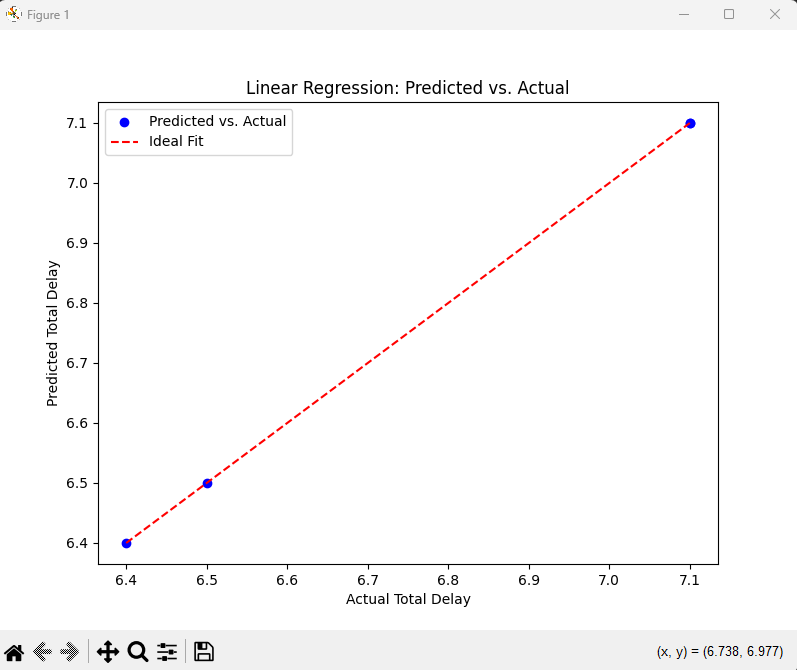 Figure 1
Linear Regression: Predicted vs. Actual
Predicted vs. Actual
Ideal Fit
7.1
7.0
6.9
6.8
6.7
6.6
6.5
6.4
Predicted Total Delay
6.4 6.5 6.6 6.7 6.8 6.9 7.0 7.1
Actual Total Delay
(x, y) = (6.738, 6.977)